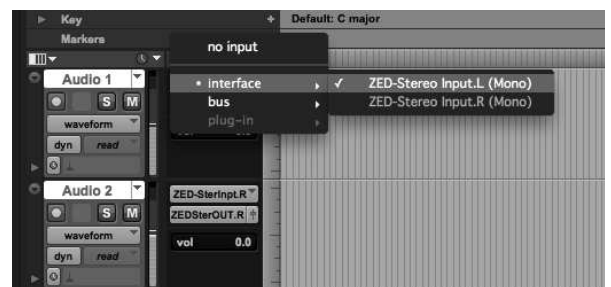 Key + Default: C major
Markers
no input
Audio 1
• interface ✓ ZED-Stereo Input.L (Mono)
S M
bus ZED-Stereo Input.R (Mono)
waveform
plug-in
dyn read
Audio 2
ZED-SterInpt.R
S M
ZEDSterOUT.R
waveform
vol 0.0
dyn read